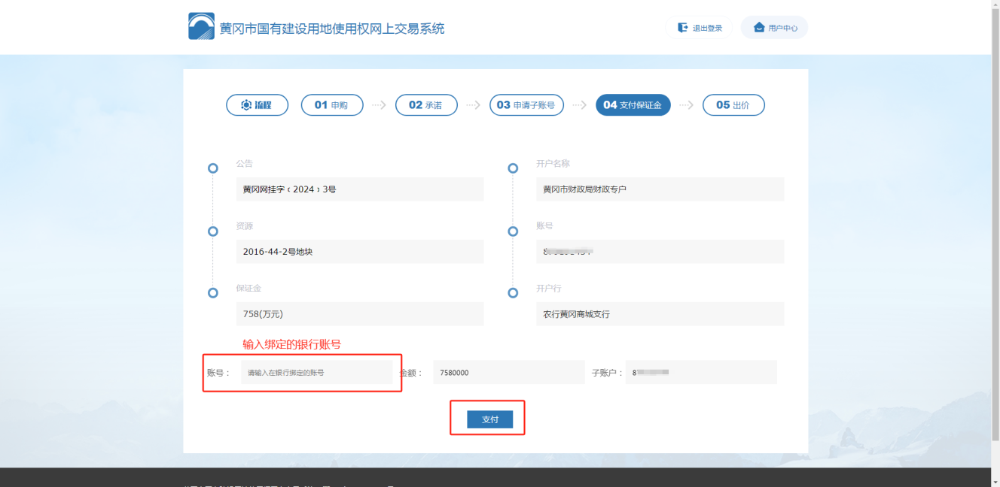 黄冈市国有建设用地使用权网上交易系统
退出登录
用户中心
流程
01 申购
02 承诺
03 申请子账号
04 支付保证金
05 出价
公告
黄冈网挂字﹝2024﹞3号
开户名称
黄冈市财政局财政专户
资源
2016-44-2号地块
账号
保证金
758(万元)
开户行
农行黄冈商城支行
输入绑定的银行账号
账号：
请输入在银行绑定的账号
金额：
7580000
子账户：
支付